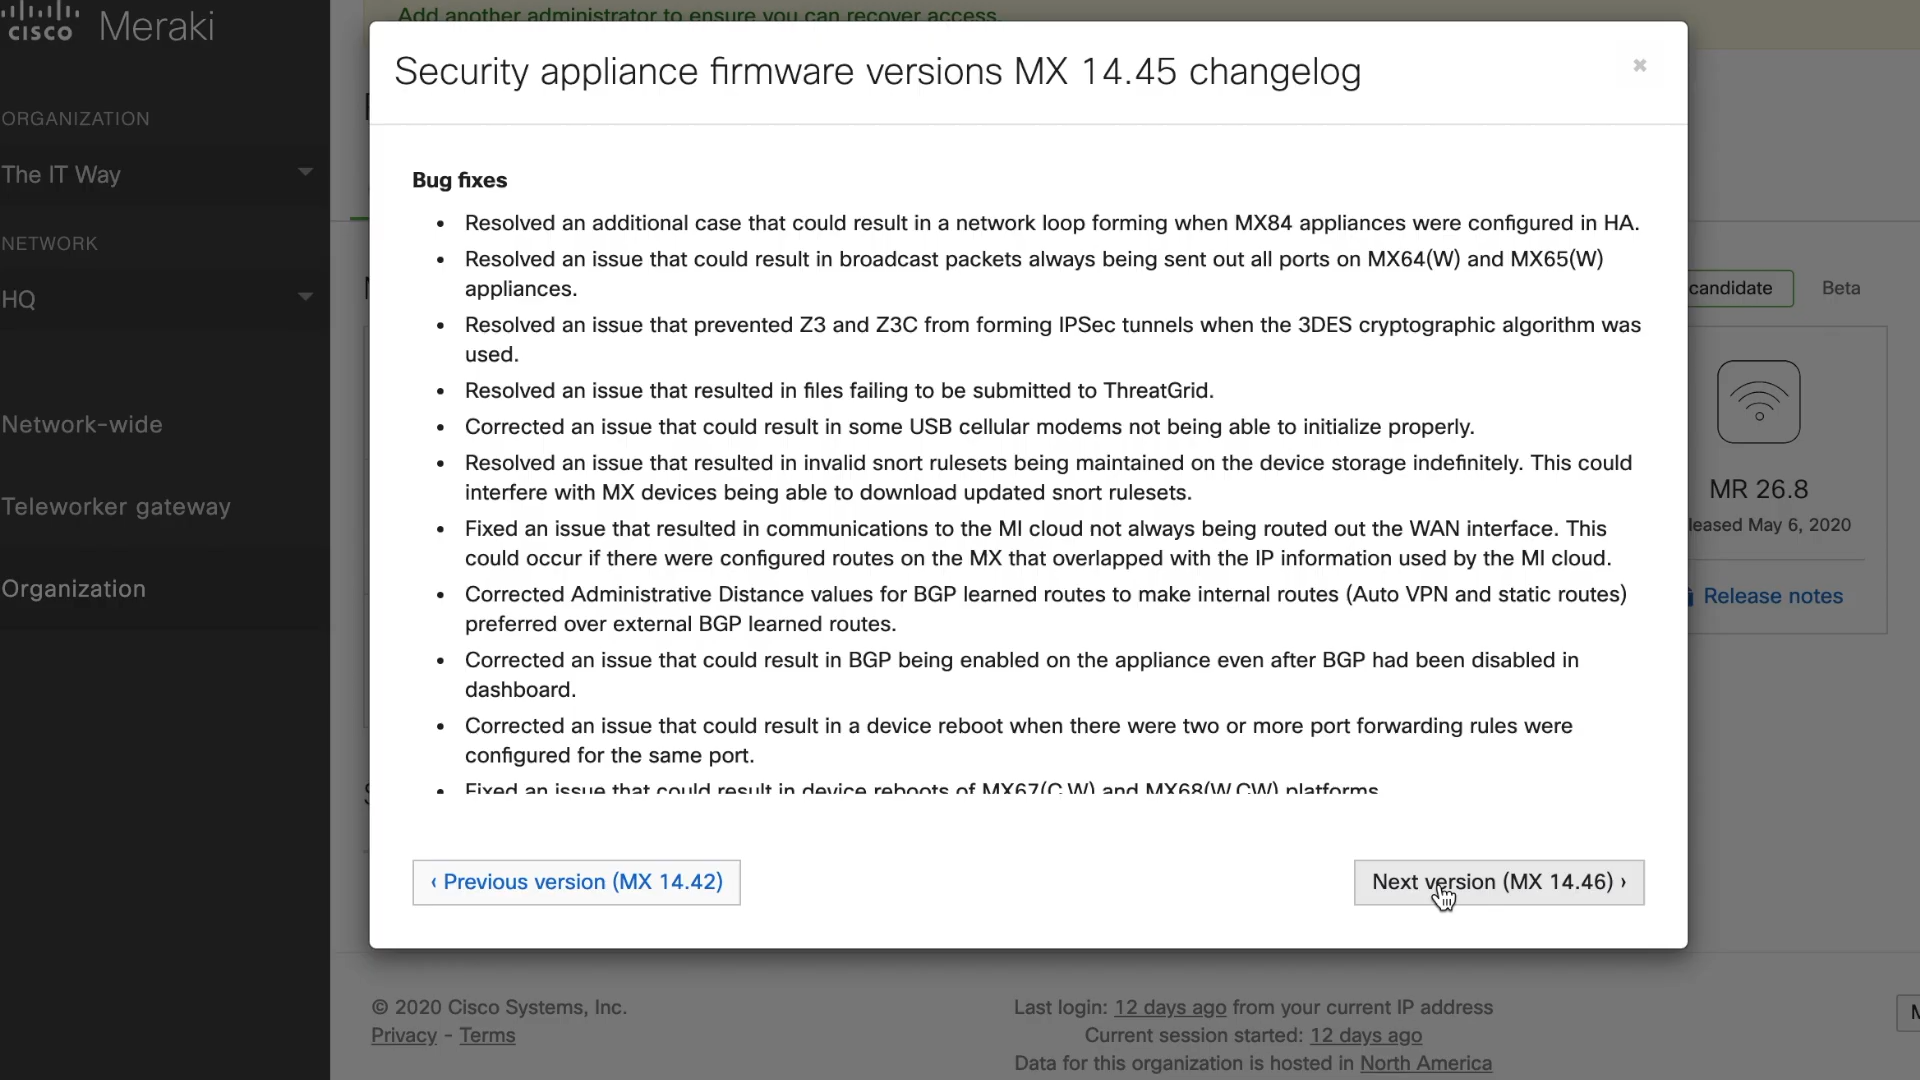 Add another administrator to ensure you can recover access.
cisco Meraki
ORGANIZATION
The IT Way
NETWORK
HQ
Network-wide
Teleworker gateway
Organization
Security appliance firmware versions MX 14.45 changelog
×
Bug fixes
• Resolved an additional case that could result in a network loop forming when MX84 appliances were configured in HA.
• Resolved an issue that could result in broadcast packets always being sent out all ports on MX64(W) and MX65(W)
appliances.
• Resolved an issue that prevented Z3 and Z3C from forming IPSec tunnels when the 3DES cryptographic algorithm was
used.
• Resolved an issue that resulted in files failing to be submitted to ThreatGrid.
• Corrected an issue that could result in some USB cellular modems not being able to initialize properly.
• Resolved an issue that resulted in invalid snort rulesets being maintained on the device storage indefinitely. This could
interfere with MX devices being able to download updated snort rulesets.
• Fixed an issue that resulted in communications to the MI cloud not always being routed out the WAN interface. This
could occur if there were configured routes on the MX that overlapped with the IP information used by the MI cloud.
• Corrected Administrative Distance values for BGP learned routes to make internal routes (Auto VPN and static routes)
preferred over external BGP learned routes.
• Corrected an issue that could result in BGP being enabled on the appliance even after BGP had been disabled in
dashboard.
• Corrected an issue that could result in a device reboot when there were two or more port forwarding rules were
configured for the same port.
• Fixed an issue that could result in device reboots of MX67(C,W) and MX68(W,CW) platforms.
‹ Previous version (MX 14.42)
Next version (MX 14.46) ›
candidate
Beta
MR 26.8
leased May 6, 2020
Release notes
© 2020 Cisco Systems, Inc.
Privacy - Terms
Last login: 12 days ago from your current IP address
Current session started: 12 days ago
Data for this organization is hosted in North America